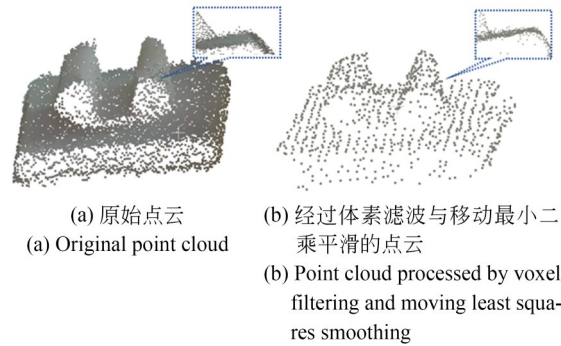 (a) 原始点云
(a) Original point cloud
(b) 经过体素滤波与移动最小二
乘平滑的点云
(b) Point cloud processed by voxel
filtering and moving least squa-
res smoothing